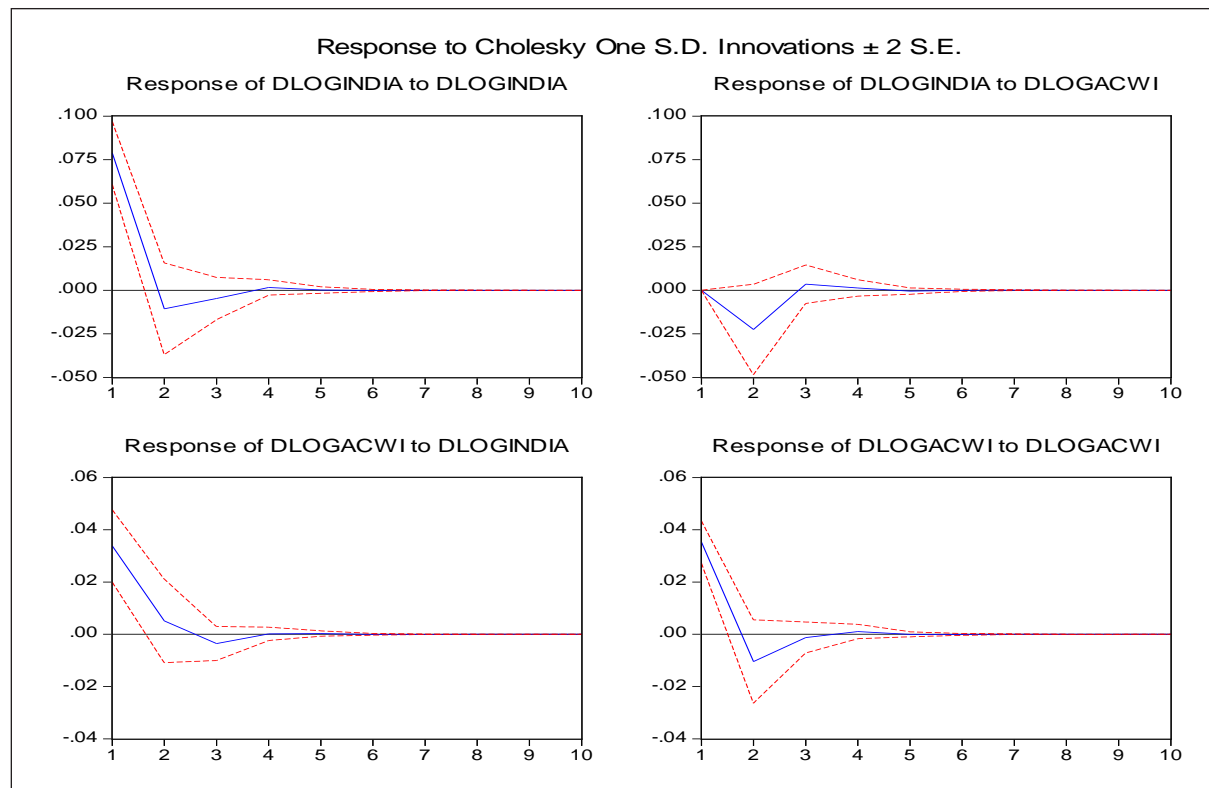 Response to Cholesky One S.D. Innovations ± 2 S.E.
Response of DLOGINDIA to DLOGINDIA
.100
.075
.050
.025
.000
-.025
-.050
1 2 3 4 5 6 7 8 9 10
Response of DLOGINDIA to DLOGACWI
.100
.075
.050
.025
.000
-.025
-.050
1 2 3 4 5 6 7 8 9 10
Response of DLOGACWI to DLOGINDIA
.06
.04
.02
.00
-.02
-.04
1 2 3 4 5 6 7 8 9 10
Response of DLOGACWI to DLOGACWI
.06
.04
.02
.00
-.02
-.04
1 2 3 4 5 6 7 8 9 10